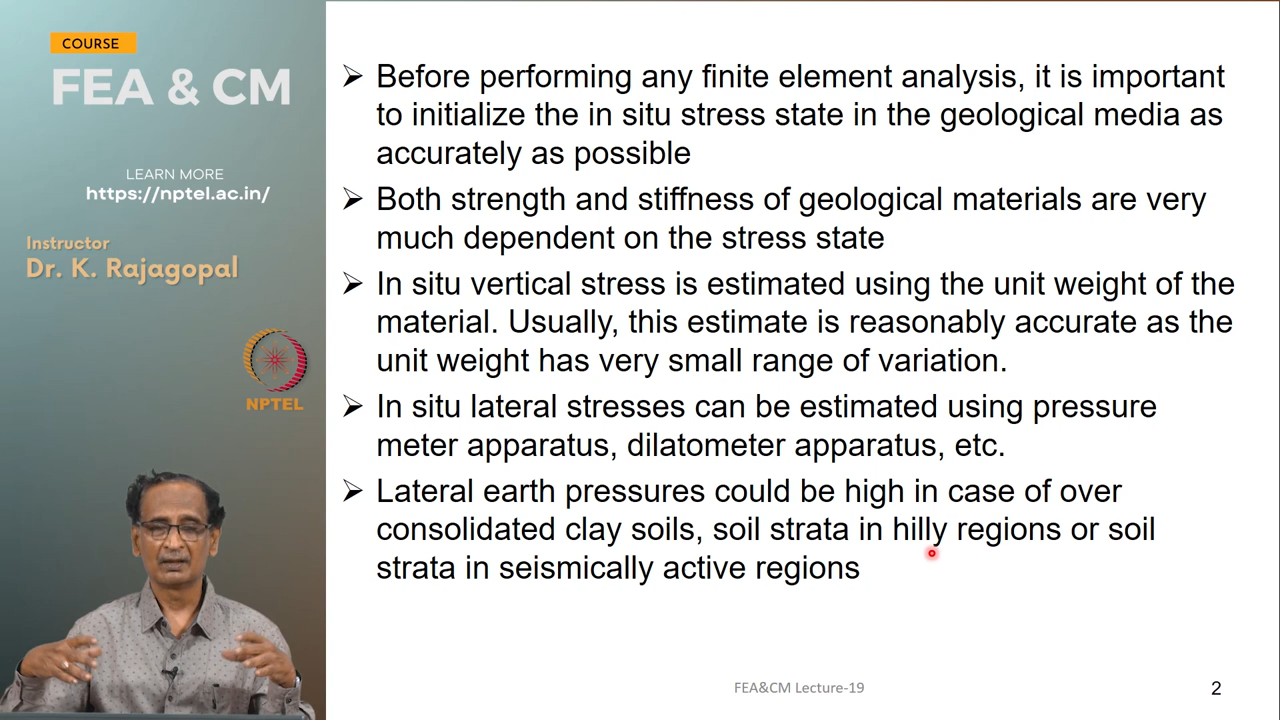 COURSE
FEA & CM
LEARN MORE
https://nptel.ac.in/
Instructor
Dr. K. Rajagopal
NPTEL
Before performing any finite element analysis, it is important
to initialize the in situ stress state in the geological media as
accurately as possible
Both strength and stiffness of geological materials are very
much dependent on the stress state
In situ vertical stress is estimated using the unit weight of the
material. Usually, this estimate is reasonably accurate as the
unit weight has very small range of variation.
In situ lateral stresses can be estimated using pressure
meter apparatus, dilatometer apparatus, etc.
Lateral earth pressures could be high in case of over
consolidated clay soils, soil strata in hilly regions or soil
strata in seismically active regions
FEA&CM Lecture-19
2